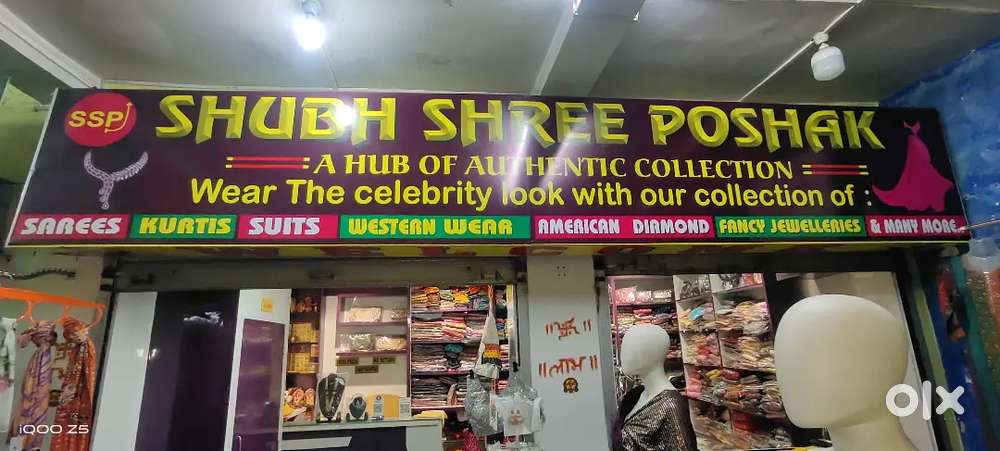 SSP
SHUBH SHREE POSHAK
A HUB OF AUTHENTIC COLLECTION
Wear The celebrity look with our collection of :
SAREES KURTIS SUITS WESTERN WEAR AMERICAN DIAMOND FANCY JEWELLERIES & MANY MORE...
॥શુભ॥
॥લાભ॥
olx
iQOO Z5